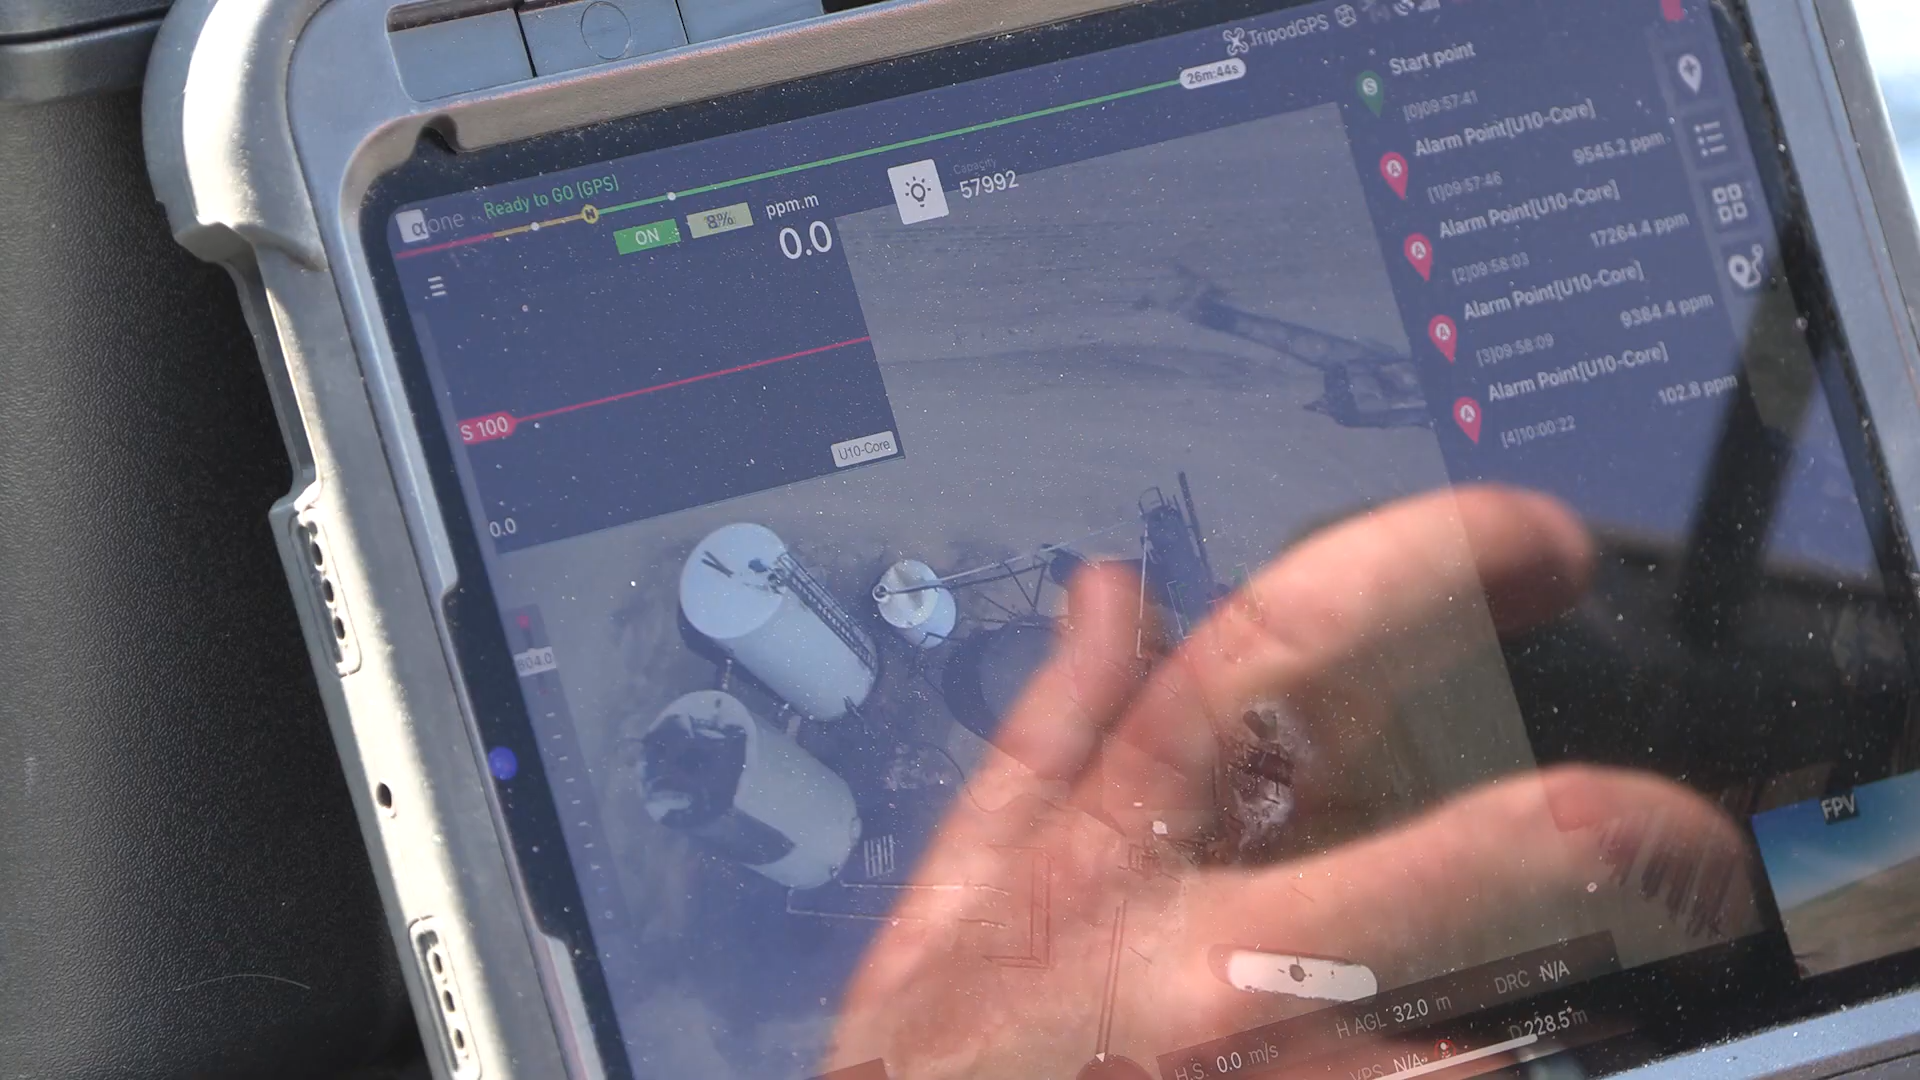 αone
Ready to GO (GPS)
26m:44s
TripodGPS
N
ON
8%
ppm.m
0.0
Capacity
57992
S 100
U10-Core
0.0
804.0
S
Start point
[0]09:57:41
A
Alarm Point[U10-Core]
9545.2 ppm
[1]09:57:46
A
Alarm Point[U10-Core]
17264.4 ppm
[2]09:58:03
A
Alarm Point[U10-Core]
9384.4 ppm
[3]09:58:09
A
Alarm Point[U10-Core]
102.8 ppm
[4]10:00:22
FPV
H AGL 32.0 m
DRC N/A
H.S. 0.0 m/s
D 228.5 m
VPS N/A